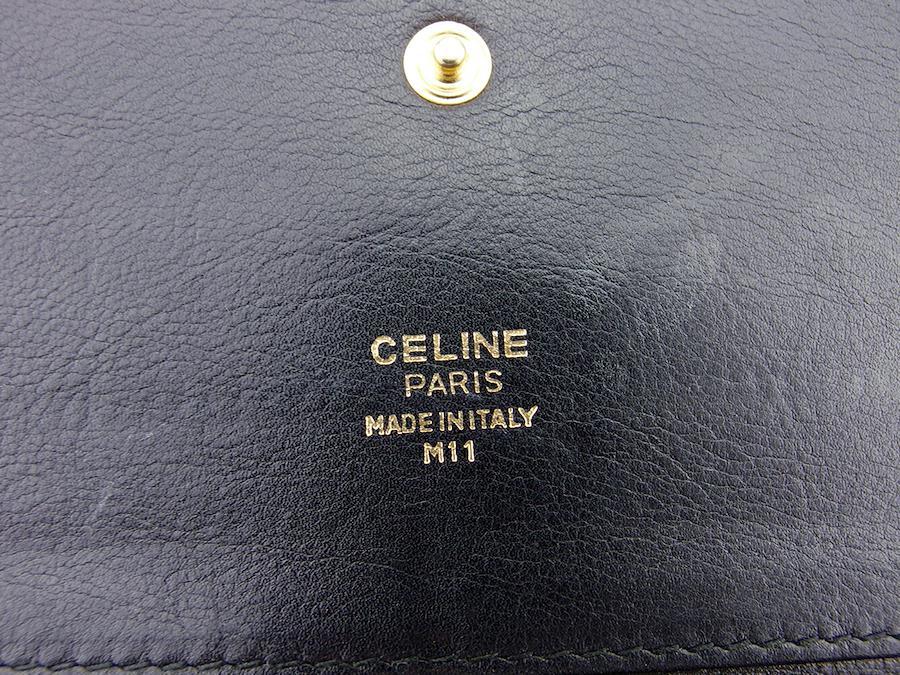 CELINE
PARIS
MADE IN ITALY
M11